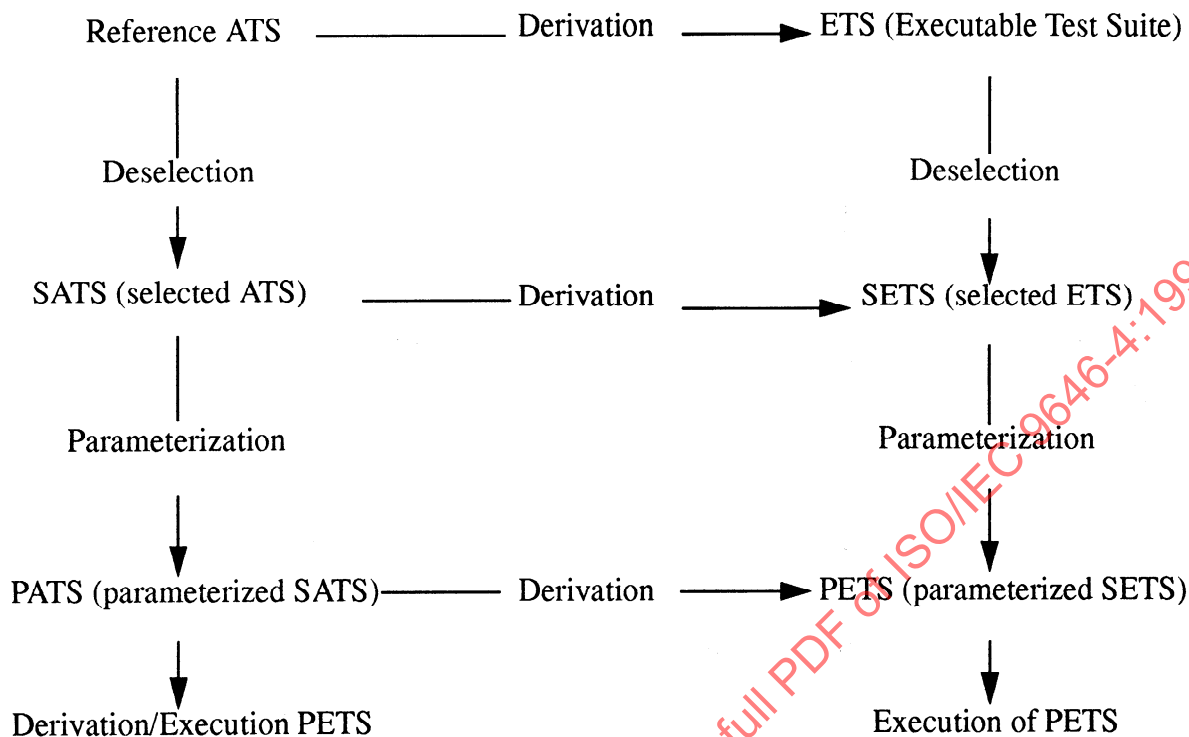 Reference ATS Derivation ETS (Executable Test Suite)
Deselection Deselection
SATS (selected ATS) Derivation SETS (selected ETS)
Parameterization Parameterization
PATS (parameterized SATS) Derivation PETS (parameterized SETS)
Derivation/Execution PETS Execution of PETS
full PDF of ISO/IEC 9646-4:199